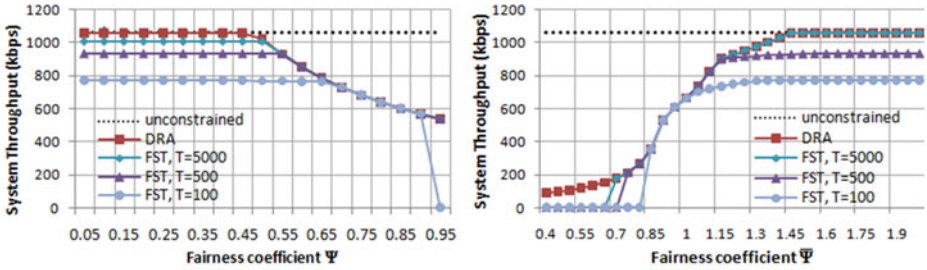 System Throughput (kbps)
1200
1000
800
600
400
200
0
unconstrained
DRA
FST, T=5000
FST, T=500
FST, T=100
0.05 0.15 0.25 0.35 0.45 0.55 0.65 0.75 0.85 0.95
Fairness coefficient Ψ
System Throughput (kbps)
1200
1000
800
600
400
200
0
unconstrained
DRA
FST, T=5000
FST, T=500
FST, T=100
0.4 0.55 0.7 0.85 1 1.15 1.3 1.45 1.6 1.75 1.9
Fairness coefficient Ψ̅